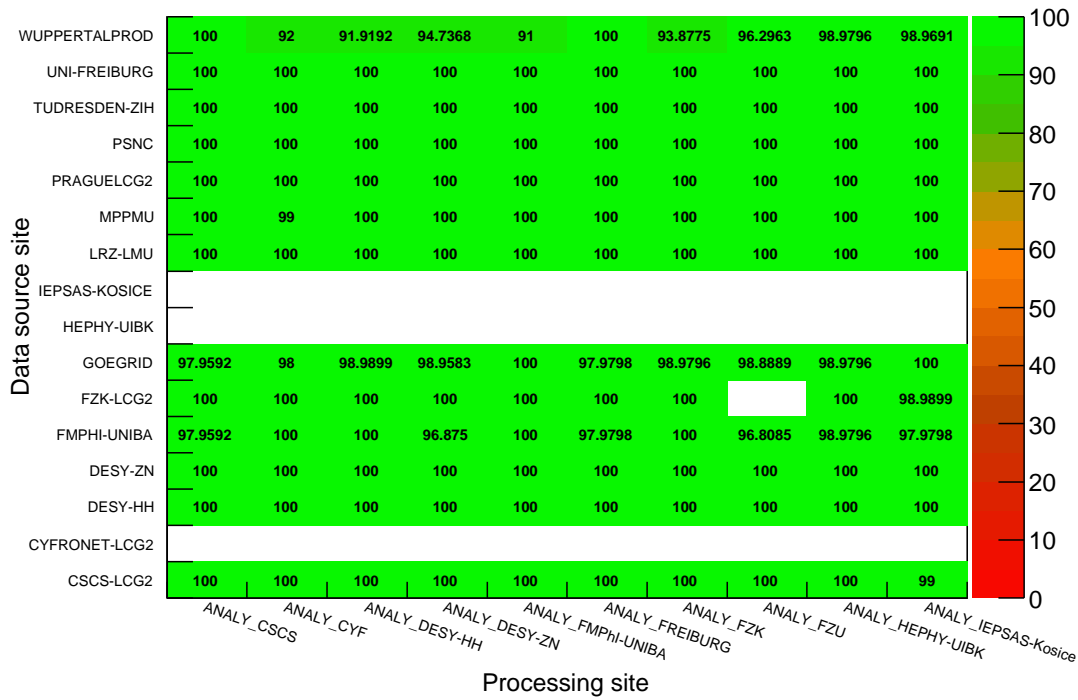 WUPPERTALPROD 100 92 91.9192 94.7368 91 100 93.8775 96.2963 98.9796 98.9691
UNI-FREIBURG 100 100 100 100 100 100 100 100 100 100
TUDRESDEN-ZIH 100 100 100 100 100 100 100 100 100 100
PSNC 100 100 100 100 100 100 100 100 100 100
PRAGUELCG2 100 100 100 100 100 100 100 100 100 100
MPPMU 100 99 100 100 100 100 100 100 100 100
LRZ-LMU 100 100 100 100 100 100 100 100 100 100
IEPSAS-KOSICE
HEPHY-UIBK
GOEGRID 97.9592 98 98.9899 98.9583 100 97.9798 98.9796 98.8889 98.9796 100
FZK-LCG2 100 100 100 100 100 100 100 100 98.9899
FMPHI-UNIBA 97.9592 100 100 96.875 100 97.9798 100 96.8085 98.9796 97.9798
DESY-ZN 100 100 100 100 100 100 100 100 100 100
DESY-HH 100 100 100 100 100 100 100 100 100 100
CYFRONET-LCG2
CSCS-LCG2 100 100 100 100 100 100 100 100 100 99
Data source site
ANALY_CSCS
ANALY_CYF
ANALY_DESY-HH
ANALY_DESY-ZN
ANALY_FMPhI-UNIBA
ANALY_FREIBURG
ANALY_FZK
ANALY_FZU
ANALY_HEPHY-UIBK
ANALY_IEPSAS-Kosice
Processing site
100
90
80
70
60
50
40
30
20
10
0